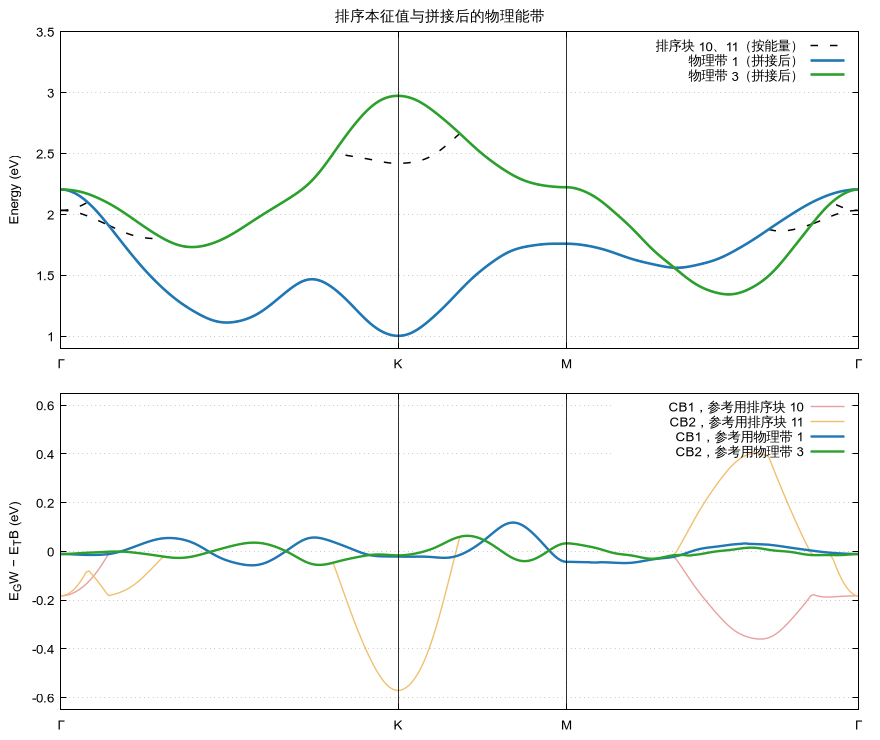 排序本征值与拼接后的物理能带
排序块 10、11（按能量）
物理带 1（拼接后）
物理带 3（拼接后）
Energy (eV)
3.5
3
2.5
2
1.5
1
Γ K M Γ
CB1，参考用排序块 10
CB2，参考用排序块 11
CB1，参考用物理带 1
CB2，参考用物理带 3
E_GW − E_TB (eV)
0.6
0.4
0.2
0
-0.2
-0.4
-0.6
Γ K M Γ